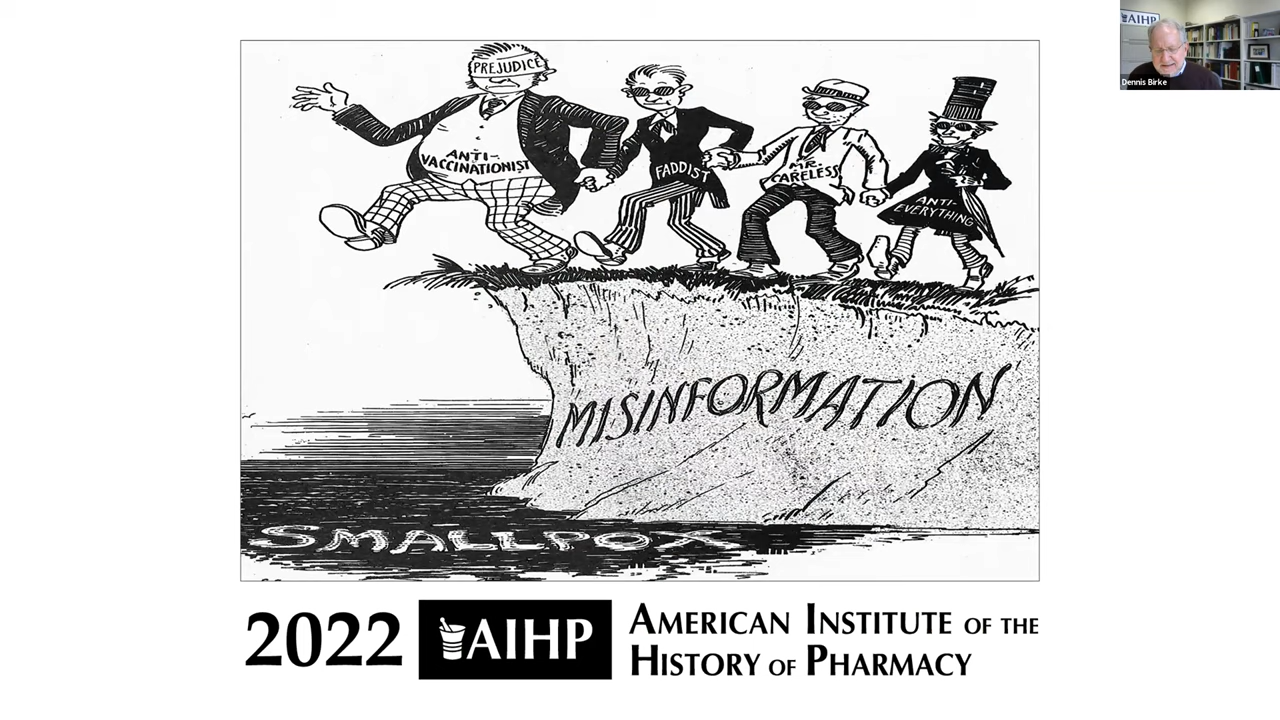 PREJUDICE
ANTI-
VACCINATIONIST
FADDIST
MR.
CARELESS
ANTI-
EVERYTHING
MISINFORMATION
SMALLPOX
2022 AIHP AMERICAN INSTITUTE OF THE
HISTORY OF PHARMACY
AIHP
Dennis Birke